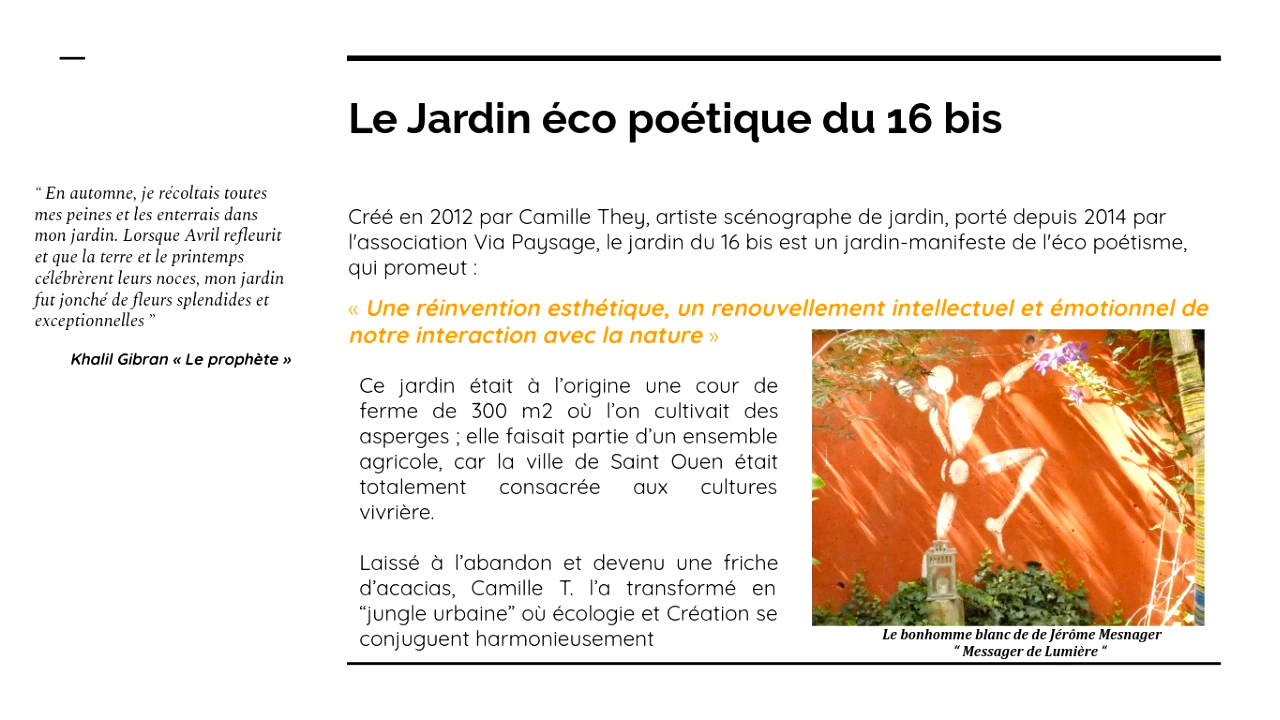 Le Jardin éco poétique du 16 bis
“ En automne, je récoltais toutes
mes peines et les enterrais dans
mon jardin. Lorsque Avril refleurit
et que la terre et le printemps
célébrèrent leurs noces, mon jardin
fut jonché de fleurs splendides et
exceptionnelles ”
Khalil Gibran « Le prophète »
Créé en 2012 par Camille They, artiste scénographe de jardin, porté depuis 2014 par
l'association Via Paysage, le jardin du 16 bis est un jardin-manifeste de l'éco poétisme,
qui promeut :
« Une réinvention esthétique, un renouvellement intellectuel et émotionnel de
notre interaction avec la nature »
Ce jardin était à l’origine une cour de
ferme de 300 m2 où l’on cultivait des
asperges ; elle faisait partie d’un ensemble
agricole, car la ville de Saint Ouen était
totalement consacrée aux cultures
vivrière.
Laissé à l’abandon et devenu une friche
d’acacias, Camille T. l’a transformé en
“jungle urbaine” où écologie et Création se
conjuguent harmonieusement
Le bonhomme blanc de de Jérôme Mesnager
“ Messager de Lumière “